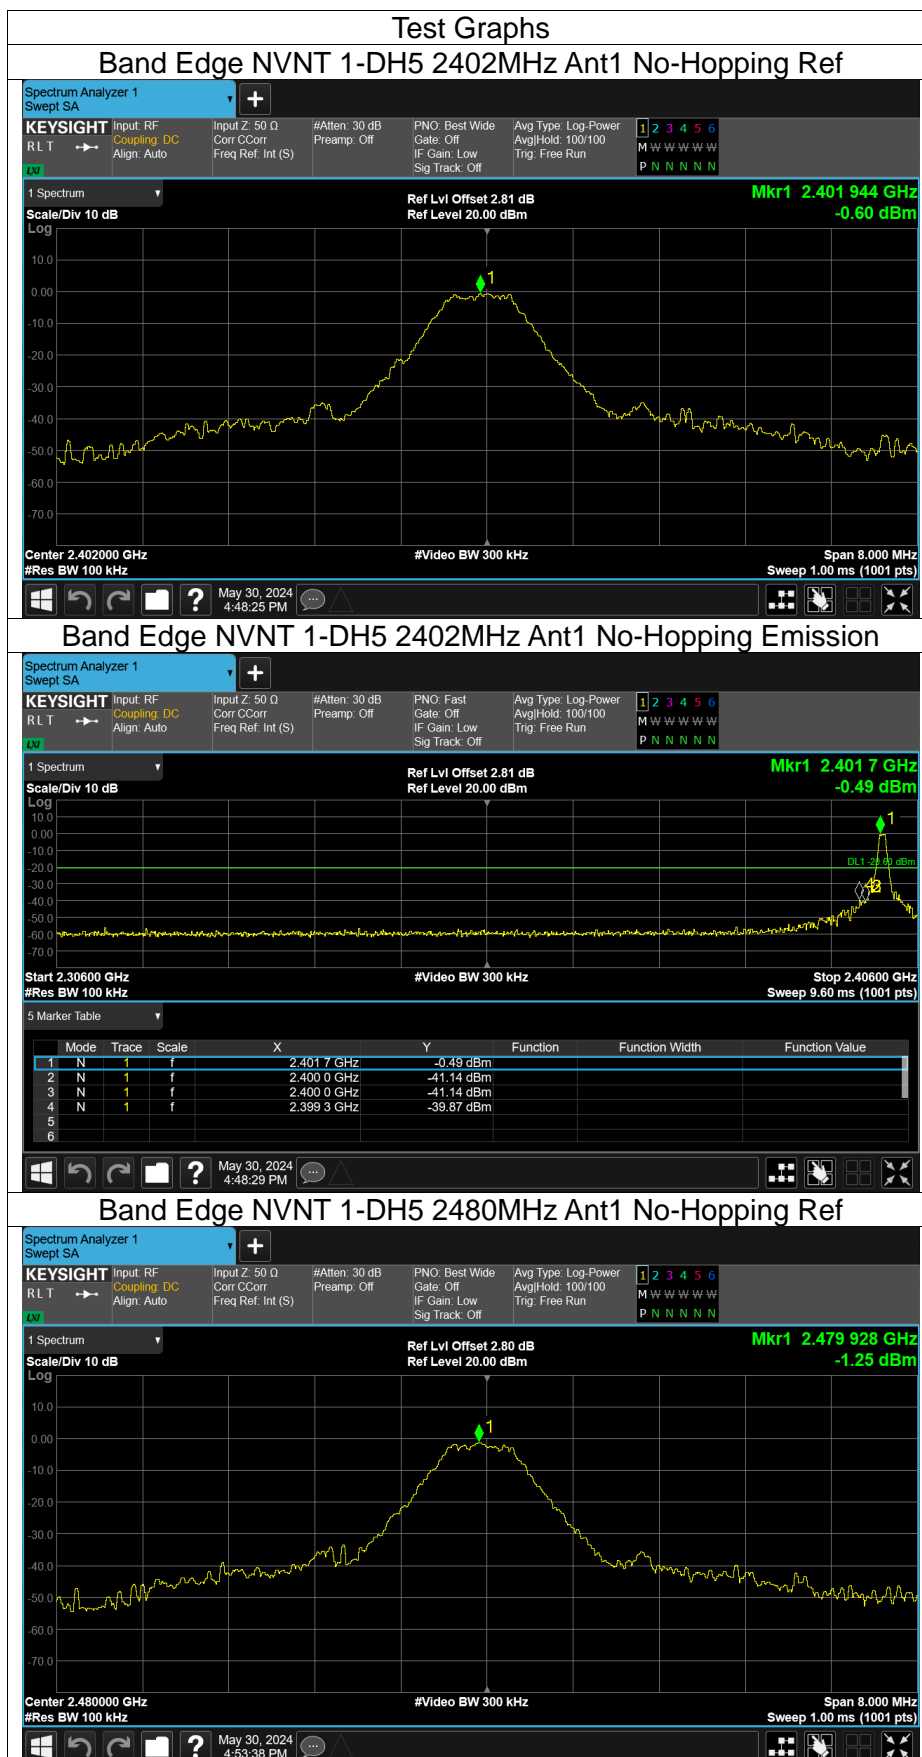 Test Graphs
Band Edge NVNT 1-DH5 2402MHz Ant1 No-Hopping Ref
Spectrum Analyzer 1
Swept SA
KEYSIGHT Input: RF Input Z: 50 Ω #Atten: 30 dB PNO: Best Wide Avg Type: Log-Power 1 2 3 4 5 6
R L T Coupling: DC Corr CCorr Preamp: Off Gate: Off Avg|Hold: 100/100 M W W W W W
Align: Auto Freq Ref: Int (S) IF Gain: Low Trig: Free Run
LXI Sig Track: Off P N N N N N
1 Spectrum Ref Lvl Offset 2.81 dB Mkr1 2.401 944 GHz
Scale/Div 10 dB Ref Level 20.00 dBm -0.60 dBm
Log
1
10.0
0.00
-10.0
-20.0
-30.0
-40.0
-50.0
-60.0
-70.0
Center 2.402000 GHz #Video BW 300 kHz Span 8.000 MHz
#Res BW 100 kHz Sweep 1.00 ms (1001 pts)
? May 30, 2024
4:48:25 PM
Band Edge NVNT 1-DH5 2402MHz Ant1 No-Hopping Emission
Spectrum Analyzer 1
Swept SA
KEYSIGHT Input: RF Input Z: 50 Ω #Atten: 30 dB PNO: Fast Avg Type: Log-Power 1 2 3 4 5 6
R L T Coupling: DC Corr CCorr Preamp: Off Gate: Off Avg|Hold: 100/100 M W W W W W
Align: Auto Freq Ref: Int (S) IF Gain: Low Trig: Free Run
LXI Sig Track: Off P N N N N N
1 Spectrum Ref Lvl Offset 2.81 dB Mkr1 2.401 7 GHz
Scale/Div 10 dB Ref Level 20.00 dBm -0.49 dBm
Log
10.0 1
0.00
-10.0
DL1 -20.60 dBm
-20.0
-30.0
-40.0
-50.0
-60.0
-70.0
Start 2.30600 GHz #Video BW 300 kHz Stop 2.40600 GHz
#Res BW 100 kHz Sweep 9.60 ms (1001 pts)
5 Marker Table
Mode Trace Scale X Y Function Function Width Function Value
1 N 1 f 2.401 7 GHz -0.49 dBm
2 N 1 f 2.400 0 GHz -41.14 dBm
3 N 1 f 2.400 0 GHz -41.14 dBm
4 N 1 f 2.399 3 GHz -39.87 dBm
5
6
? May 30, 2024
4:48:29 PM
Band Edge NVNT 1-DH5 2480MHz Ant1 No-Hopping Ref
Spectrum Analyzer 1
Swept SA
KEYSIGHT Input: RF Input Z: 50 Ω #Atten: 30 dB PNO: Best Wide Avg Type: Log-Power 1 2 3 4 5 6
R L T Coupling: DC Corr CCorr Preamp: Off Gate: Off Avg|Hold: 100/100 M W W W W W
Align: Auto Freq Ref: Int (S) IF Gain: Low Trig: Free Run
LXI Sig Track: Off P N N N N N
1 Spectrum Ref Lvl Offset 2.80 dB Mkr1 2.479 928 GHz
Scale/Div 10 dB Ref Level 20.00 dBm -1.25 dBm
Log
10.0
1
0.00
-10.0
-20.0
-30.0
-40.0
-50.0
-60.0
-70.0
Center 2.480000 GHz #Video BW 300 kHz Span 8.000 MHz
#Res BW 100 kHz Sweep 1.00 ms (1001 pts)
? May 30, 2024
4:53:38 PM